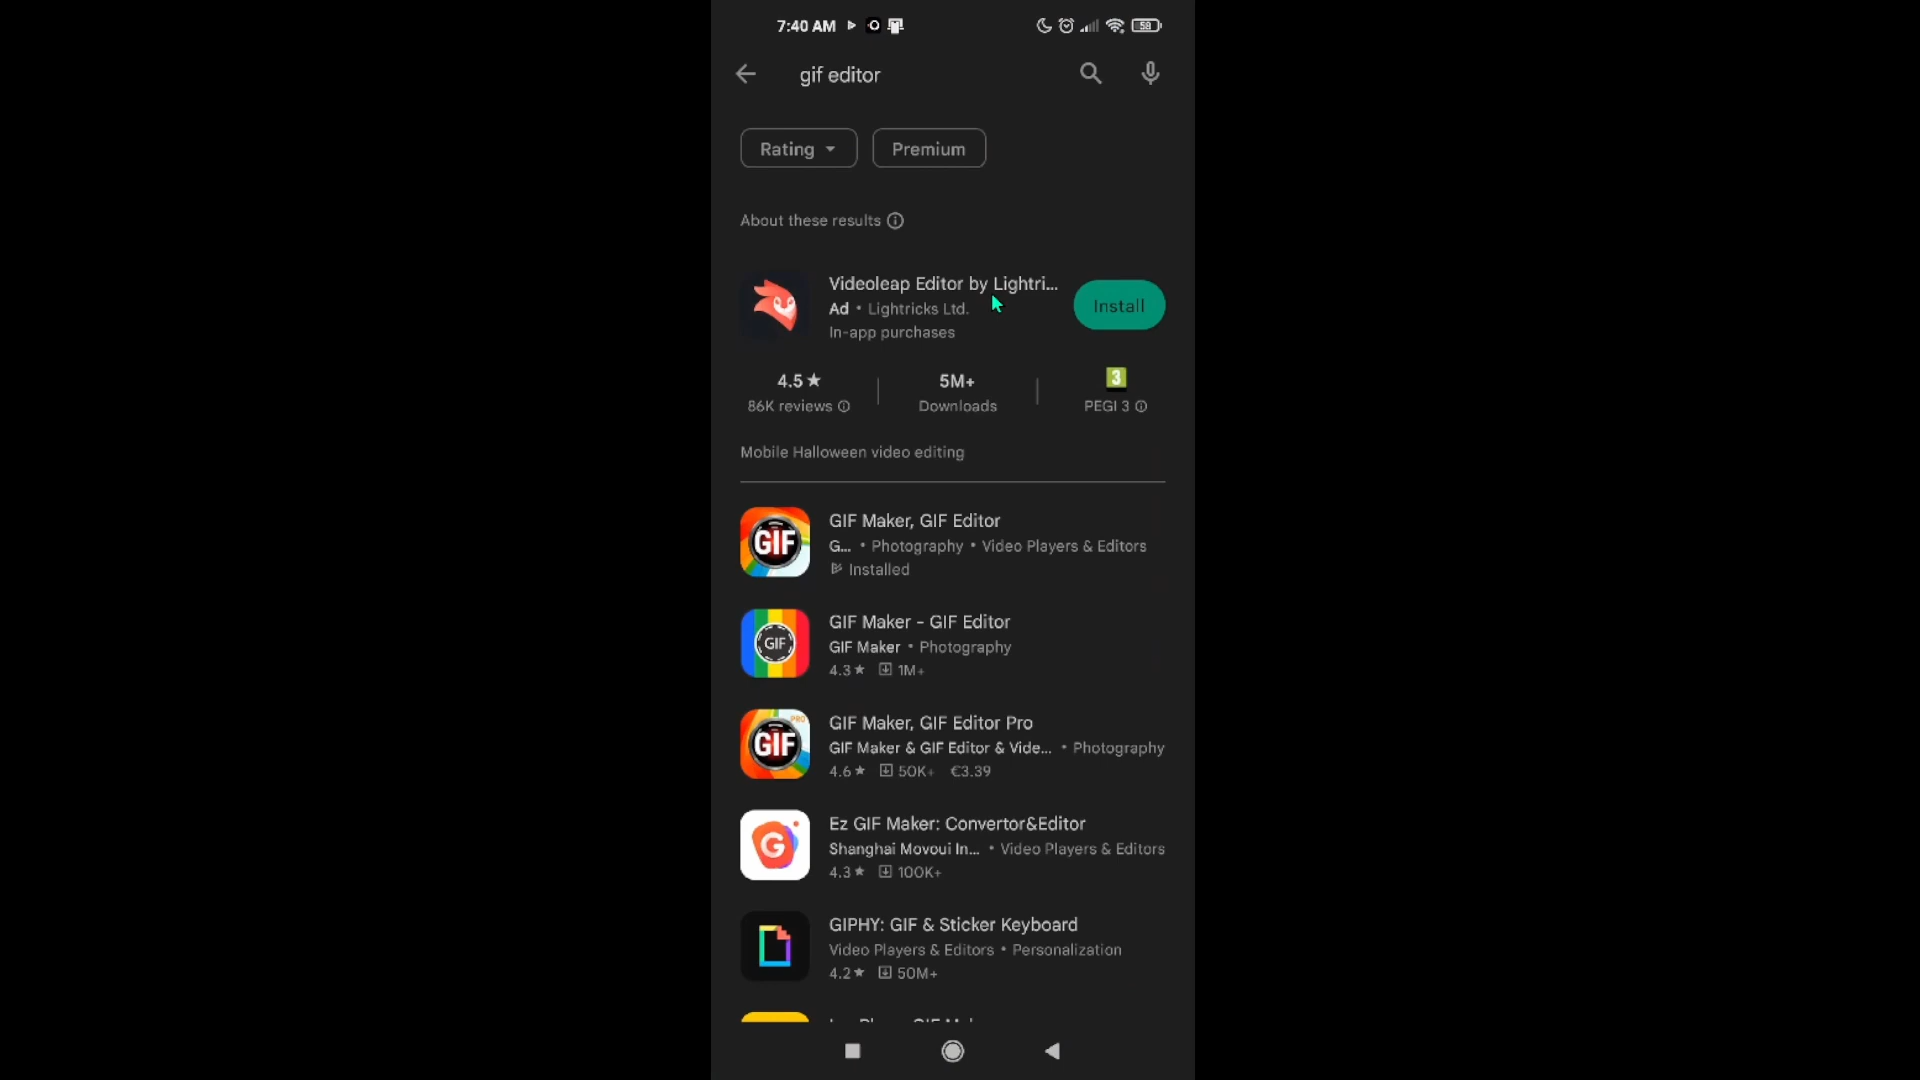 7:40 AM 58
gif editor
Rating Premium
About these results
Videoleap Editor by Lightri...
Ad • Lightricks Ltd.
In-app purchases
Install
4.5★ 5M+ 3
86K reviews Downloads PEGI 3
Mobile Halloween video editing
GIF
GIF Maker, GIF Editor
G... • Photography • Video Players & Editors
Installed
GIF
GIF Maker - GIF Editor
GIF Maker • Photography
4.3★ 1M+
PRO
GIF
GIF Maker, GIF Editor Pro
GIF Maker & GIF Editor & Vide... • Photography
4.6★ 50K+ €3.39
G
Ez GIF Maker: Convertor&Editor
Shanghai Movoui In... • Video Players & Editors
4.3★ 100K+
GIPHY: GIF & Sticker Keyboard
Video Players & Editors • Personalization
4.2★ 50M+